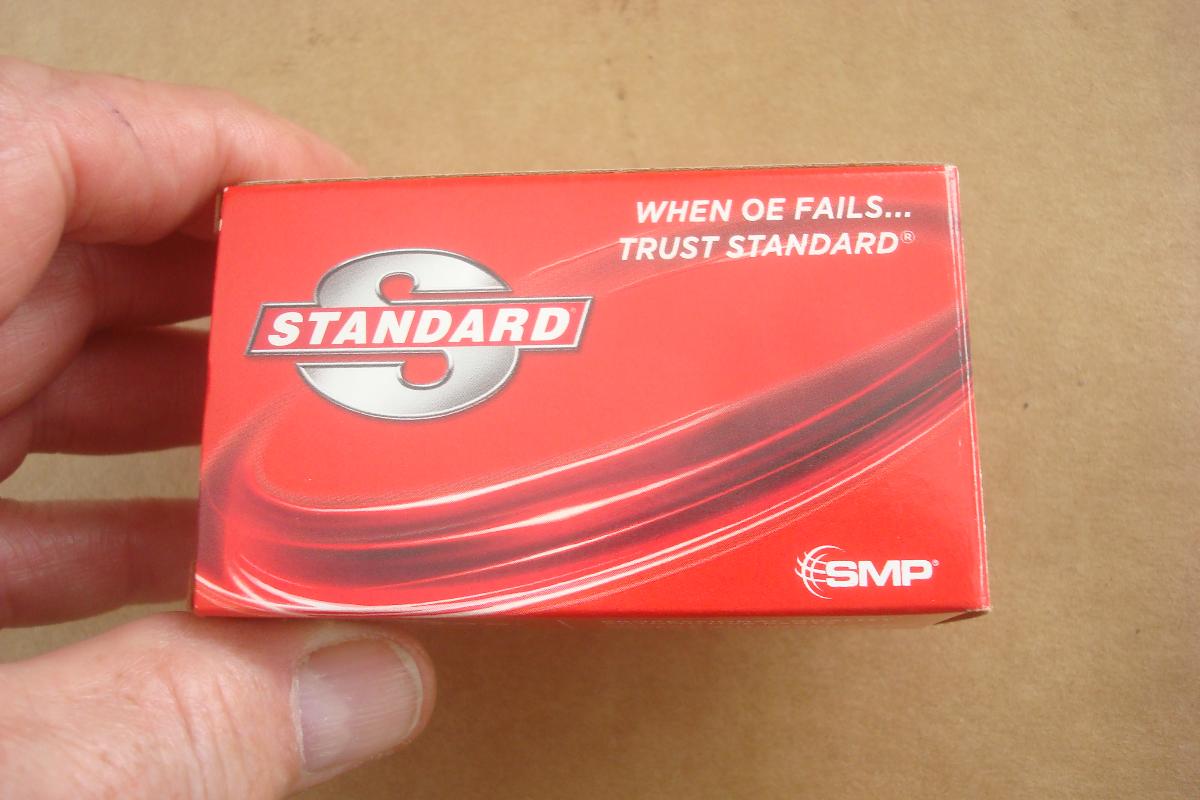 WHEN OE FAILS...
TRUST STANDARD®
STANDARD®
SMP®